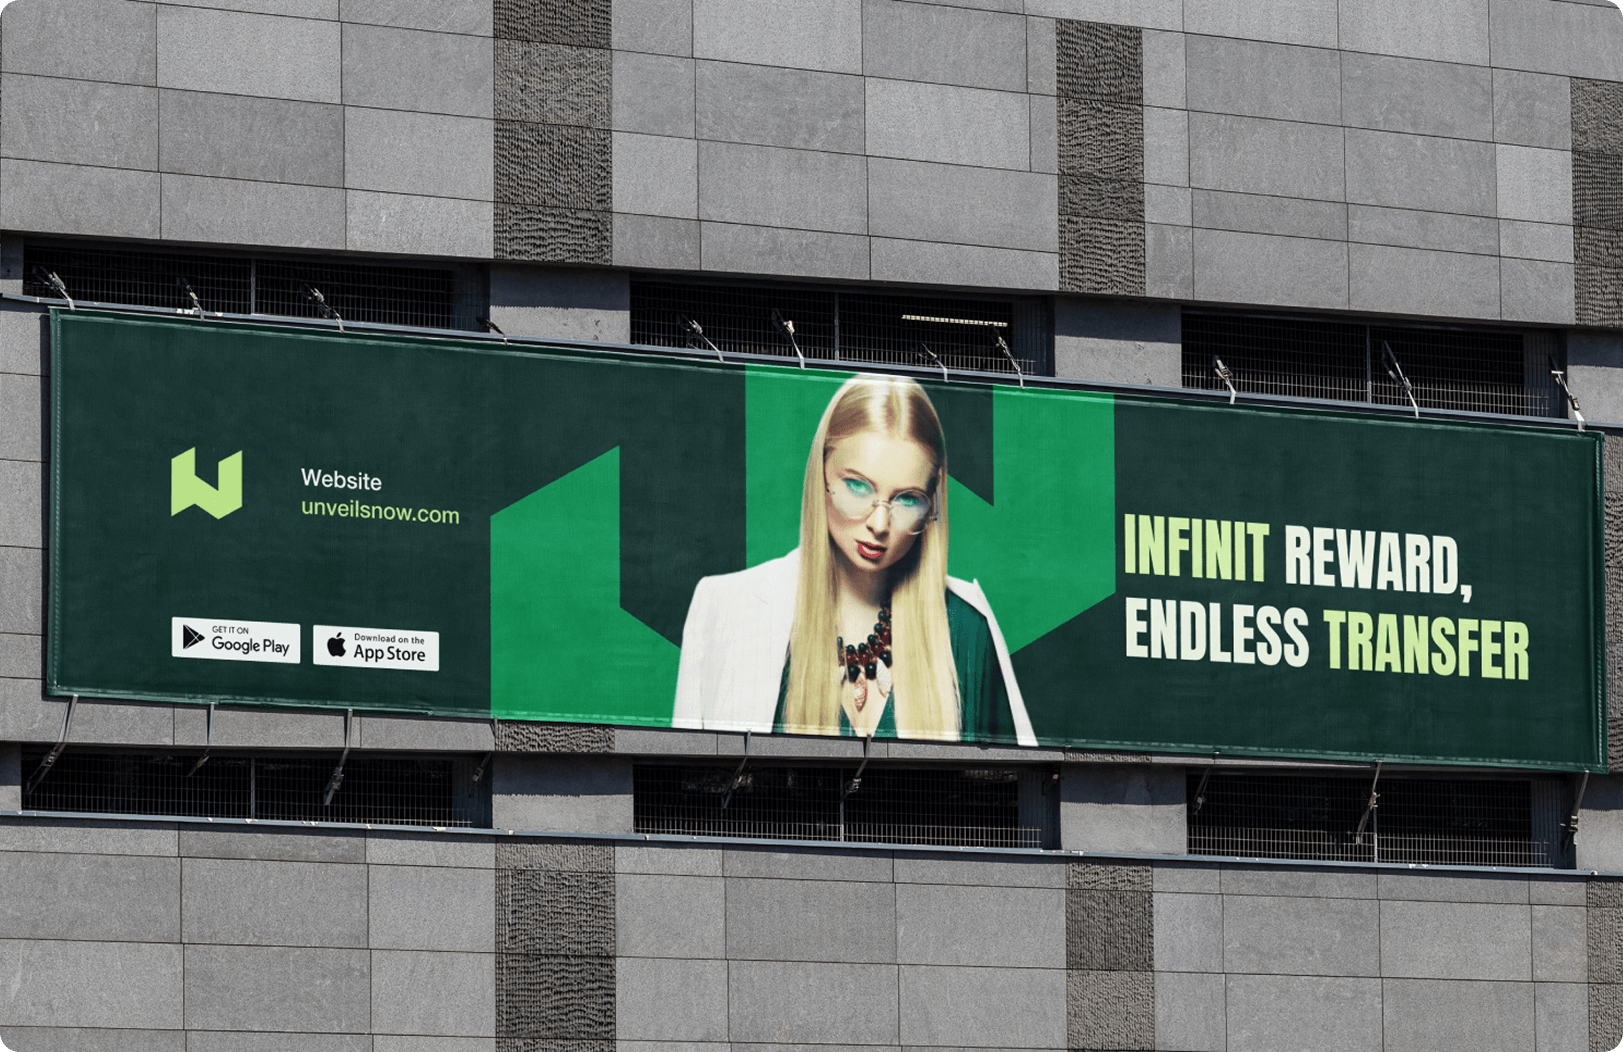 Website
unveilsnow.com
GET IT ON
Google Play
Download on the
App Store
INFINIT REWARD,
ENDLESS TRANSFER